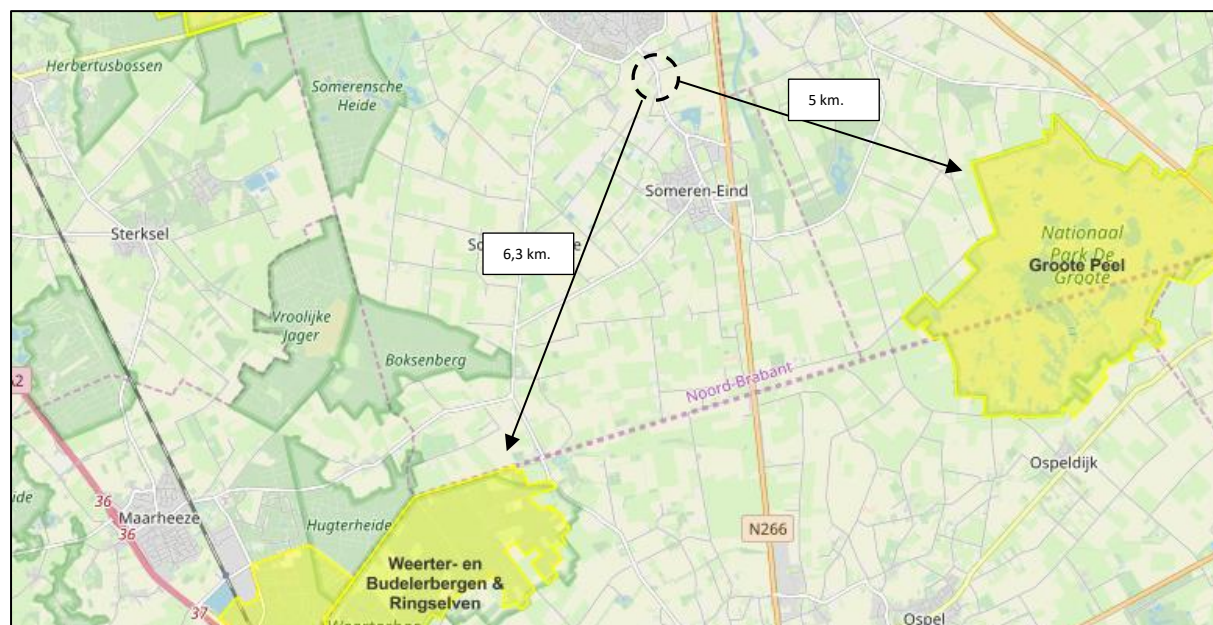 Herbertusbossen
Somerensche
Heide
5 km.
Someren-Eind
Sterksel
6,3 km.
Nationaal
Park De
Groote Peel
Groote
Vroolijke
Jager
Boksenberg
Noord-Brabant
A2
Ospeldijk
36
36
Maarheeze
Hugterheide
N266
Weerter- en
Budelerbergen &
Ringselven
37
Ospel